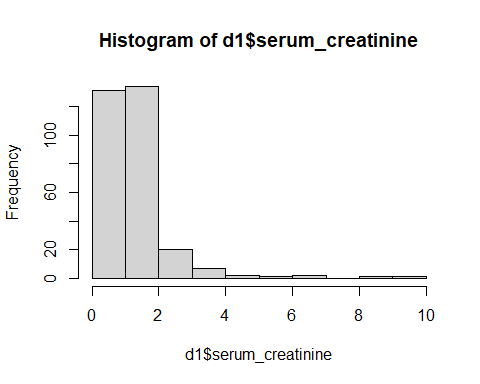 Histogram of d1$serum_creatinine
Frequency
100
60
20
0
0 2 4 6 8 10
d1$serum_creatinine